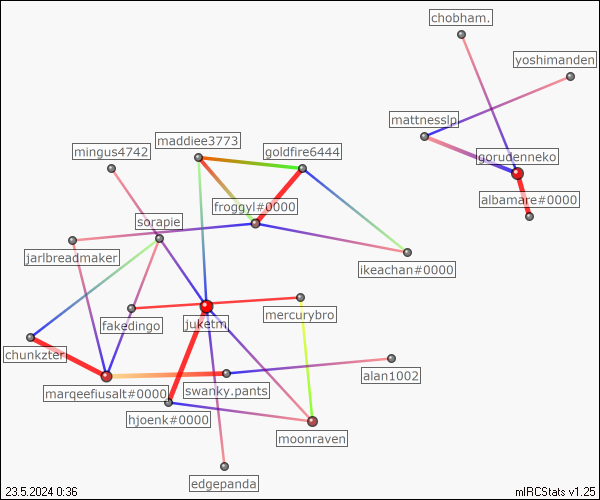 chobham.
yoshimanden
mattnesslp
maddiee3773
mingus4742
goldfire6444
gorudenneko
albamare#0000
froggyl#0000
sorapie
jarlbreadmaker
ikeachan#0000
mercurybro
fakedingo
juketm
chunkzter
alan1002
marqeefiusalt#0000
swanky.pants
hjoenk#0000
moonraven
edgepanda
23.5.2024 0:36
mIRCStats v1.25